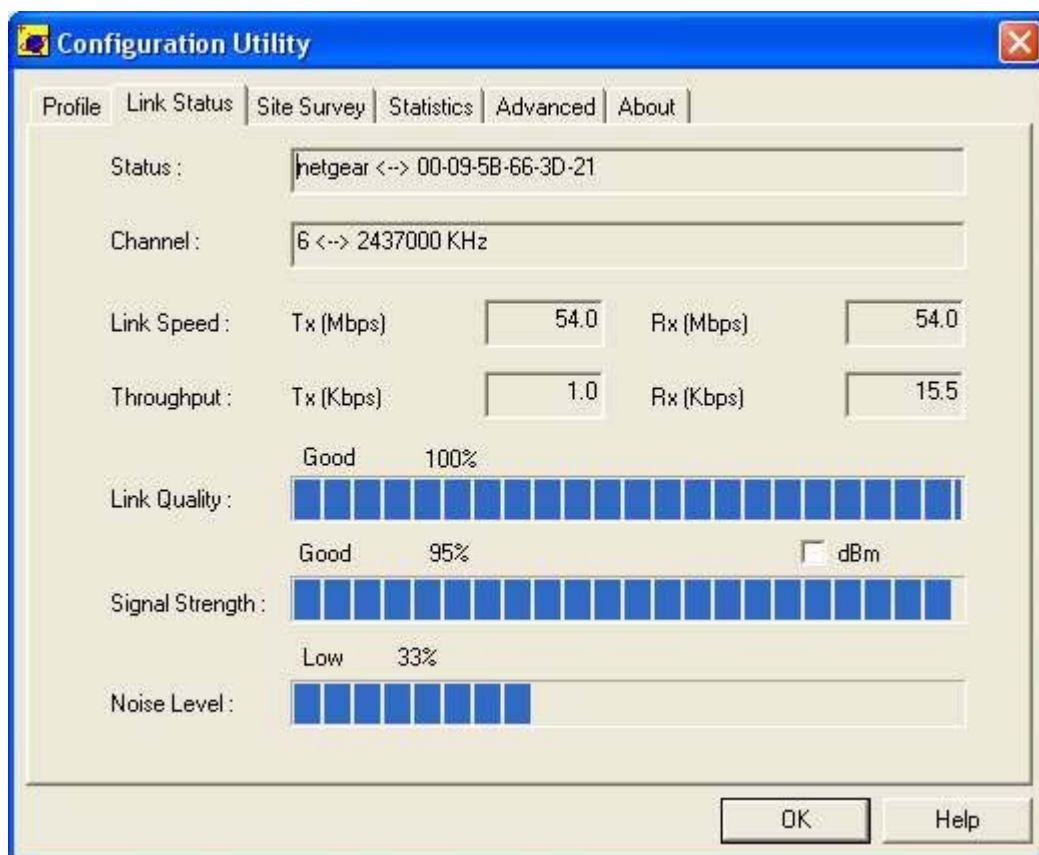 Configuration Utility
Profile Link Status Site Survey Statistics Advanced About
Status : netgear <--> 00-09-5B-66-3D-21
Channel : 6 <--> 2437000 KHz
Link Speed : Tx (Mbps) 54.0 Rx (Mbps) 54.0
Throughput : Tx (Kbps) 1.0 Rx (Kbps) 15.5
Good 100%
Link Quality :
Good 95% dBm
Signal Strength :
Low 33%
Noise Level :
OK Help